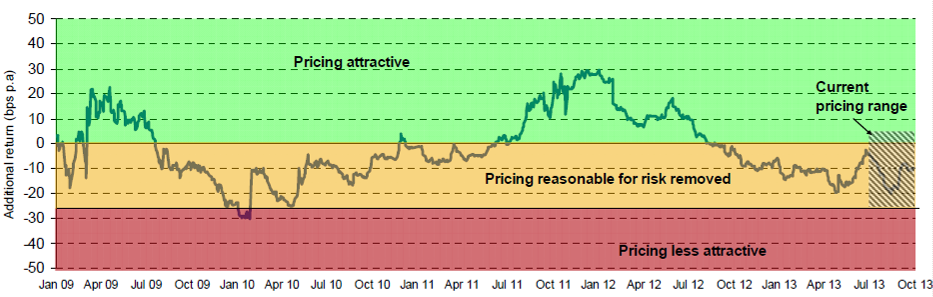 50
40
30
20
10
0
-10
-20
-30
-40
-50
Additional return (bps p.a)
Pricing attractive
Current
pricing range
Pricing reasonable for risk removed
Pricing less attractive
Jan 09 Apr 09 Jul 09 Oct 09 Jan 10 Apr 10 Jul 10 Oct 10 Jan 11 Apr 11 Jul 11 Oct 11 Jan 12 Apr 12 Jul 12 Oct 12 Jan 13 Apr 13 Jul 13 Oct 13